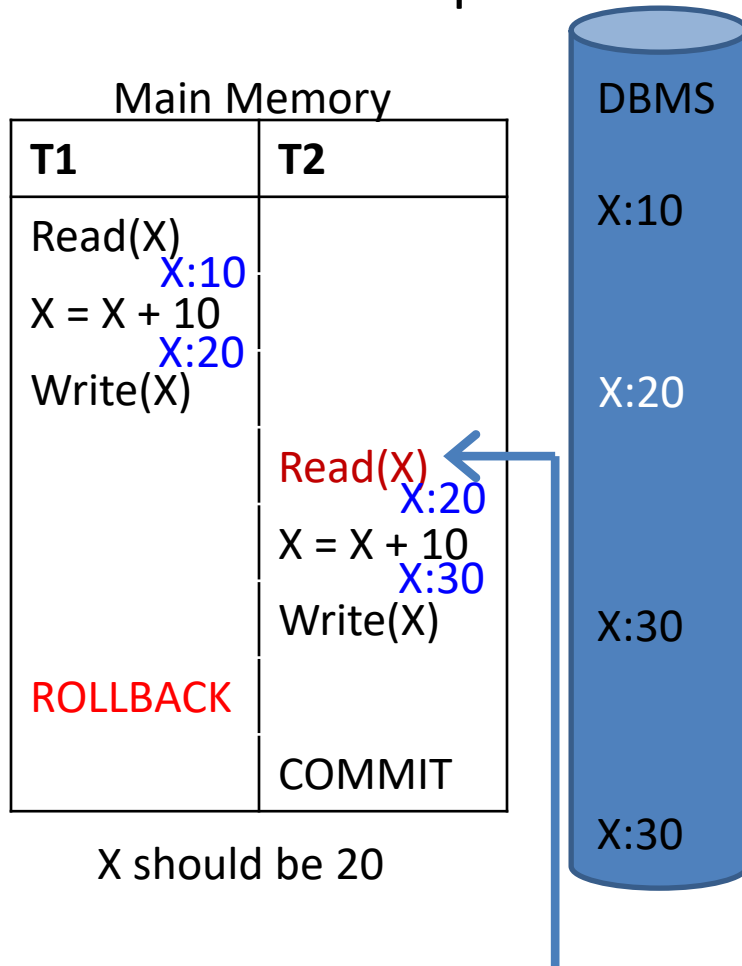 Main Memory
T1 T2
Read(X)
X:10
X = X + 10
X:20
Write(X)
Read(X)
X:20
X = X + 10
X:30
Write(X)
ROLLBACK
COMMIT
X should be 20
DBMS
X:10
X:20
X:30
X:30